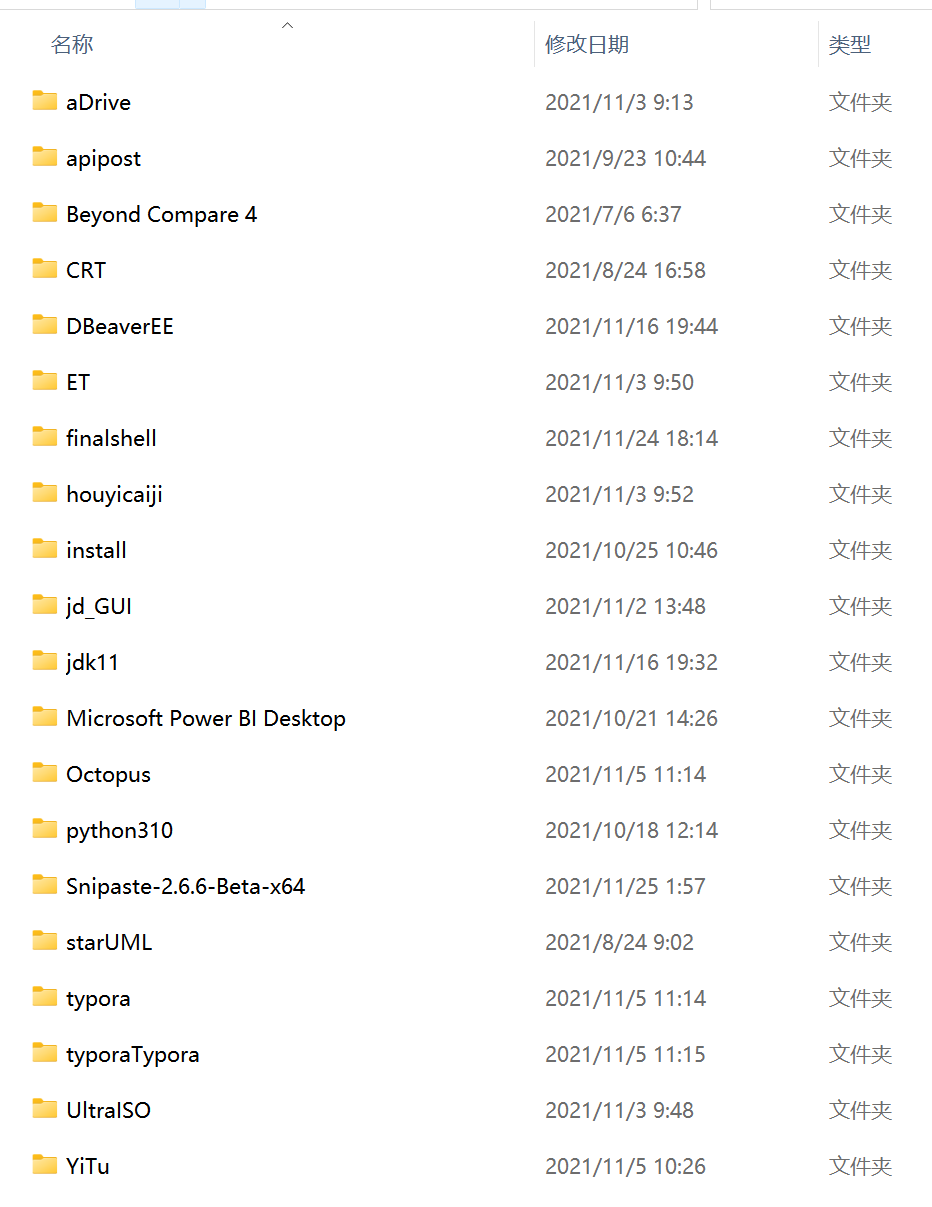 名称 修改日期 类型
aDrive 2021/11/3 9:13 文件夹
apipost 2021/9/23 10:44 文件夹
Beyond Compare 4 2021/7/6 6:37 文件夹
CRT 2021/8/24 16:58 文件夹
DBeaverEE 2021/11/16 19:44 文件夹
ET 2021/11/3 9:50 文件夹
finalshell 2021/11/24 18:14 文件夹
houyicaiji 2021/11/3 9:52 文件夹
install 2021/10/25 10:46 文件夹
jd_GUI 2021/11/2 13:48 文件夹
jdk11 2021/11/16 19:32 文件夹
Microsoft Power BI Desktop 2021/10/21 14:26 文件夹
Octopus 2021/11/5 11:14 文件夹
python310 2021/10/18 12:14 文件夹
Snipaste-2.6.6-Beta-x64 2021/11/25 1:57 文件夹
starUML 2021/8/24 9:02 文件夹
typora 2021/11/5 11:14 文件夹
typoraTypora 2021/11/5 11:15 文件夹
UltraISO 2021/11/3 9:48 文件夹
YiTu 2021/11/5 10:26 文件夹